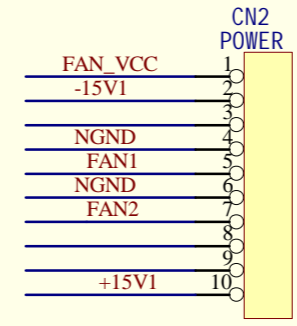 CN2
POWER
FAN_VCC 1
-15V1 2
3
NGND 4
FAN1 5
NGND 6
FAN2 7
8
9
+15V1 10